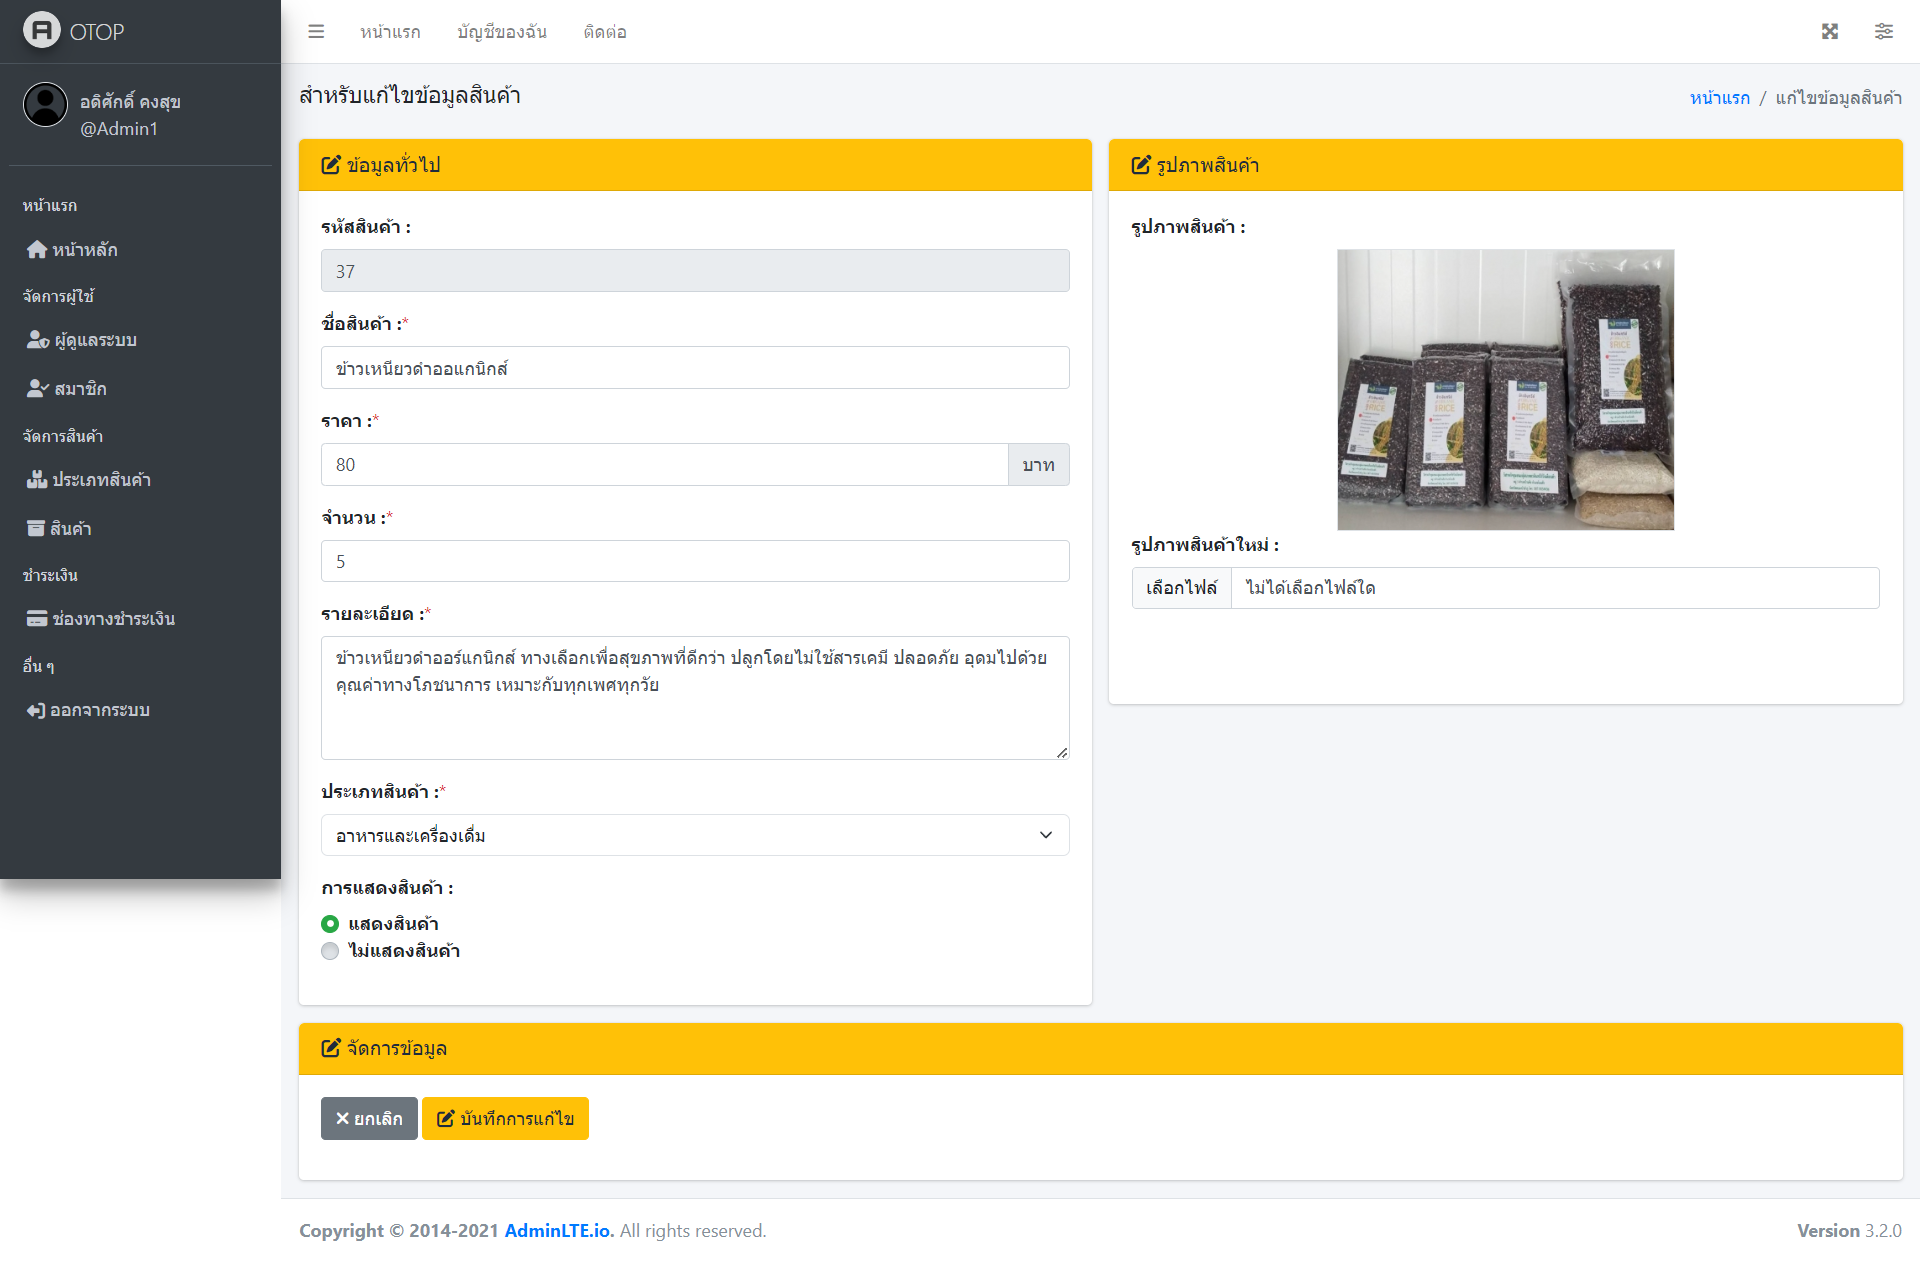 OTOP
หน้าแรก
บัญชีของฉัน
ติดต่อ
อดิศักดิ์ คงสุข
@Admin1
หน้าแรก
หน้าหลัก
จัดการผู้ใช้
ผู้ดูแลระบบ
สมาชิก
จัดการสินค้า
ประเภทสินค้า
สินค้า
ชำระเงิน
ช่องทางชำระเงิน
อื่น ๆ
ออกจากระบบ
สำหรับแก้ไขข้อมูลสินค้า
หน้าแรก / แก้ไขข้อมูลสินค้า
ข้อมูลทั่วไป
รหัสสินค้า :
37
ชื่อสินค้า :*
ข้าวเหนียวดำออแกนิกส์
ราคา :*
80 บาท
จำนวน :*
5
รายละเอียด :*
ข้าวเหนียวดำออร์แกนิกส์ ทางเลือกเพื่อสุขภาพที่ดีกว่า ปลูกโดยไม่ใช้สารเคมี ปลอดภัย อุดมไปด้วย
คุณค่าทางโภชนาการ เหมาะกับทุกเพศทุกวัย
ประเภทสินค้า :*
อาหารและเครื่องเดื่ม
การแสดงสินค้า :
แสดงสินค้า
ไม่แสดงสินค้า
รูปภาพสินค้า
รูปภาพสินค้า :
RICE
RICE
RICE
RICE
รูปภาพสินค้าใหม่ :
เลือกไฟล์ ไม่ได้เลือกไฟล์ใด
จัดการข้อมูล
ยกเลิก
บันทึกการแก้ไข
Copyright © 2014-2021 AdminLTE.io. All rights reserved.
Version 3.2.0